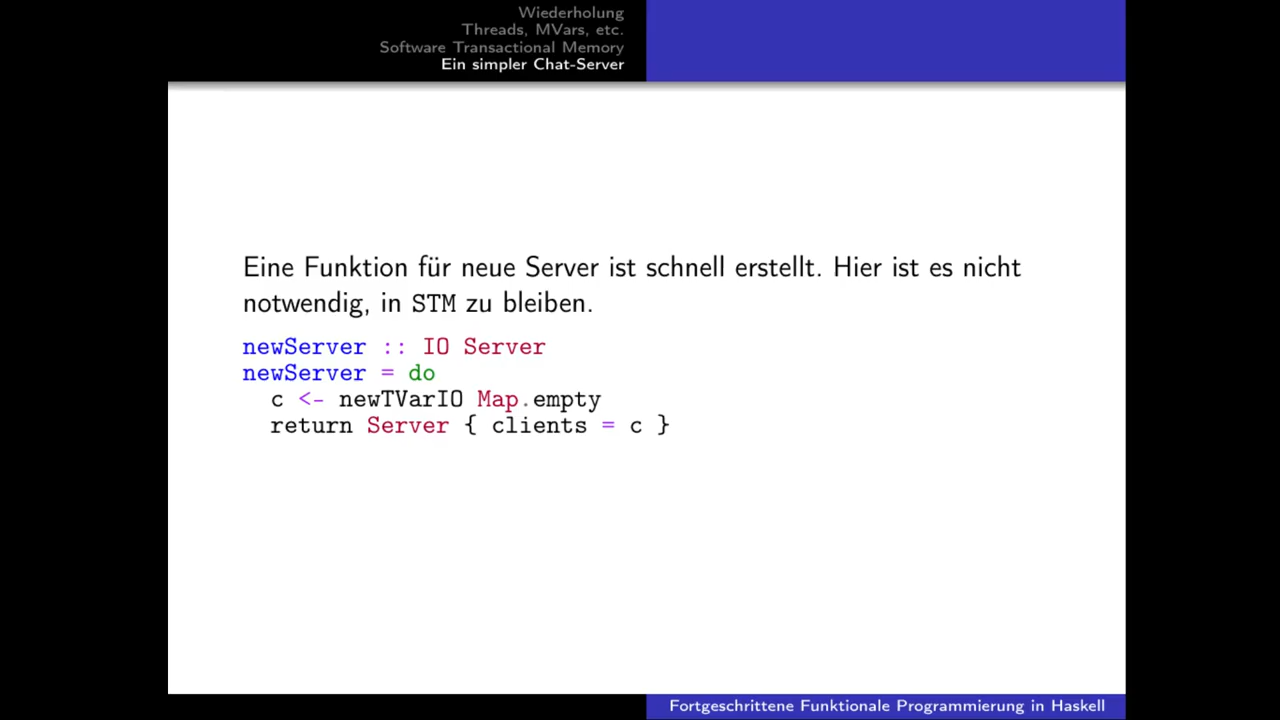 Wiederholung
Threads, MVars, etc.
Software Transactional Memory
Ein simpler Chat-Server
Eine Funktion für neue Server ist schnell erstellt. Hier ist es nicht
notwendig, in STM zu bleiben.
newServer :: IO Server
newServer = do
  c <- newTVarIO Map.empty
  return Server { clients = c }
Fortgeschrittene Funktionale Programmierung in Haskell